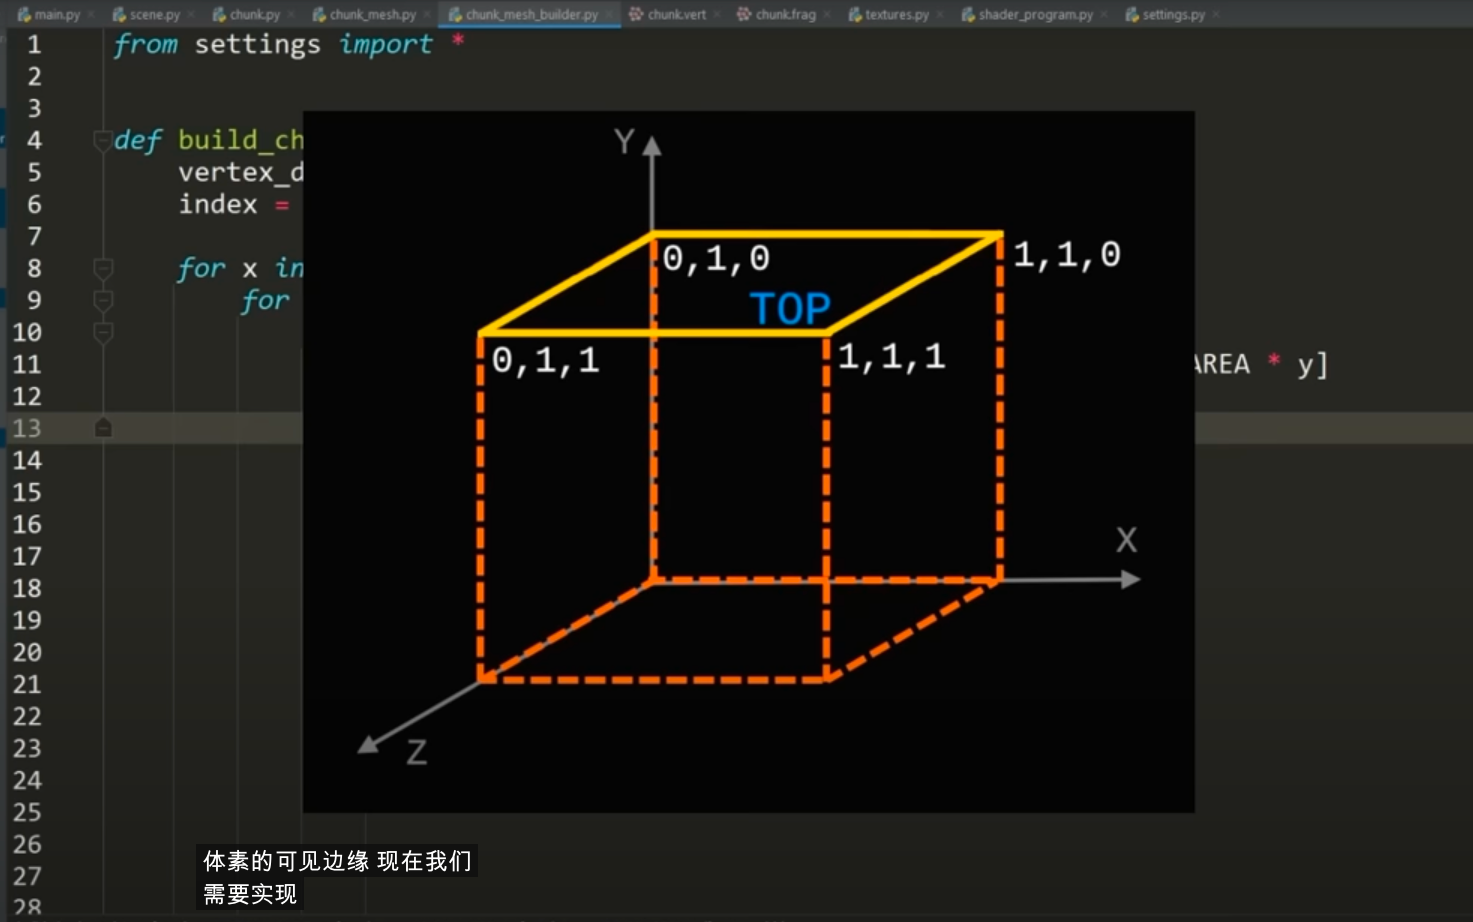 main.py scene.py chunk.py chunk_mesh.py chunk_mesh_builder.py chunk.vert chunk.frag textures.py shader_program.py settings.py
1 from settings import *
2
3
4 def build_ch
5 vertex_d
6 index =
7
8 for x in
9 for
10
11 AREA * y]
12
13
14
15
16
17
18
19
20
21
22
23
24
25
26
27
28
Y
0,1,0 1,1,0
TOP
0,1,1 1,1,1
X
Z
体素的可见边缘 现在我们
需要实现